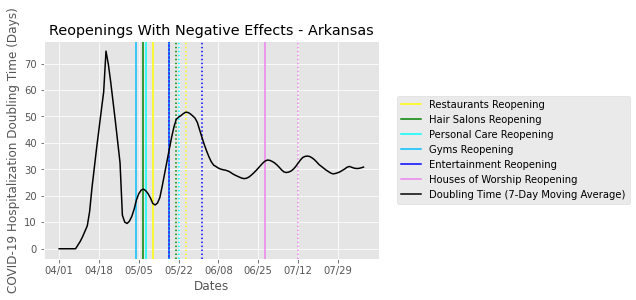 Reopenings With Negative Effects - Arkansas
COVID-19 Hospitalization Doubling Time (Days)
70
60
50
40
30
20
10
0
04/01 04/18 05/05 05/22 06/08 06/25 07/12 07/29
Dates
Restaurants Reopening
Hair Salons Reopening
Personal Care Reopening
Gyms Reopening
Entertainment Reopening
Houses of Worship Reopening
Doubling Time (7-Day Moving Average)